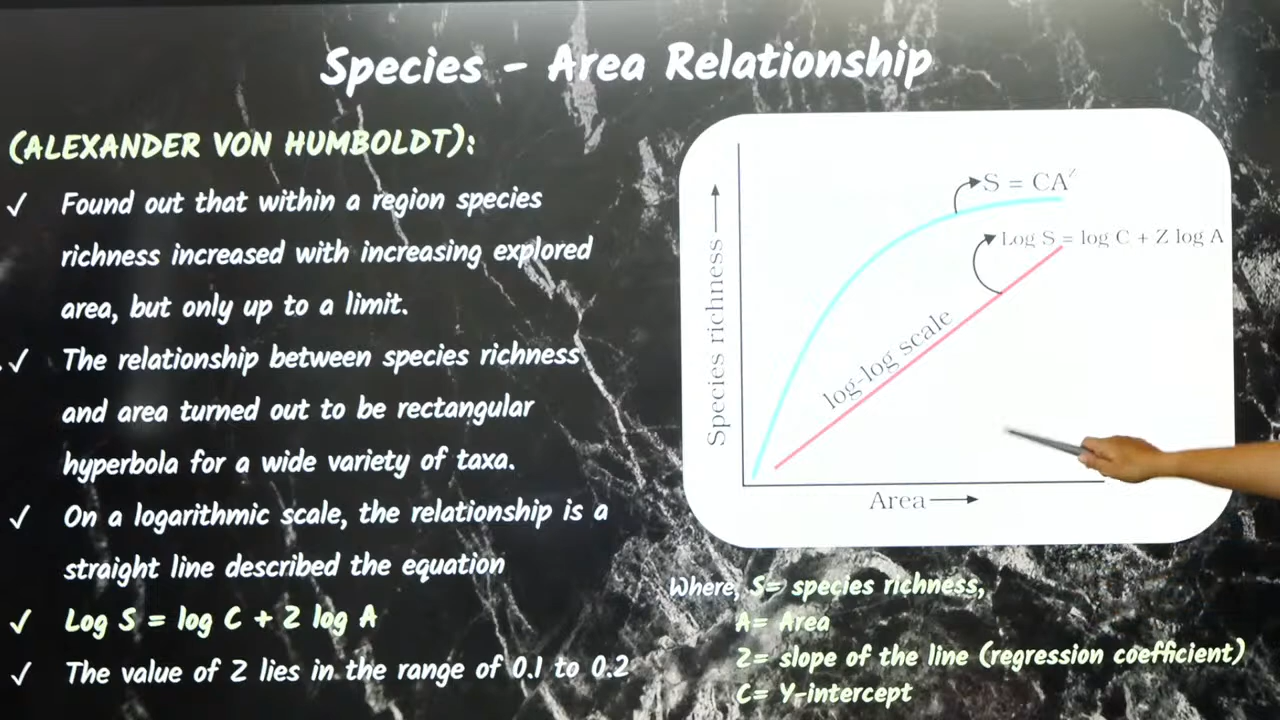 Species - Area Relationship
(ALEXANDER VON HUMBOLDT):
✓ Found out that within a region species
richness increased with increasing explored
area, but only up to a limit.
✓ The relationship between species richness
and area turned out to be rectangular
hyperbola for a wide variety of taxa.
✓ On a logarithmic scale, the relationship is a
straight line described the equation
✓ Log S = log C + Z log A
✓ The value of Z lies in the range of 0.1 to 0.2
Species richness
S = CAᶻ
Log S = log C + Z log A
log-log scale
Area
Where, S= species richness,
A= Area
Z= slope of the line (regression coefficient)
C= Y-intercept